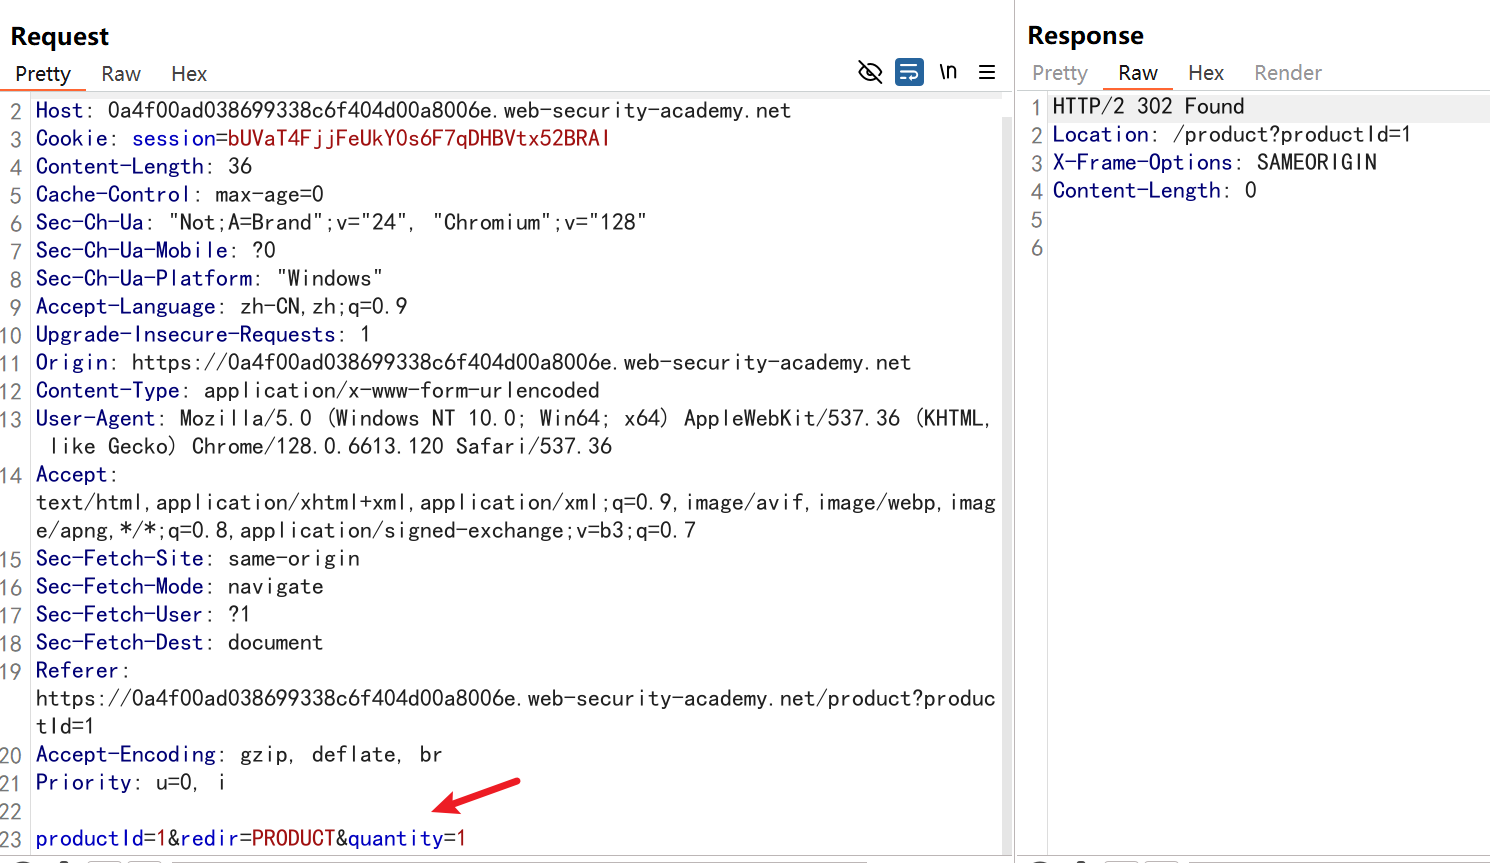 Request
Pretty Raw Hex
\n
2 Host: 0a4f00ad038699338c6f404d00a8006e.web-security-academy.net
3 Cookie: session=bUVaT4FjjFeUkY0s6F7qDHBVtx52BRAI
4 Content-Length: 36
5 Cache-Control: max-age=0
6 Sec-Ch-Ua: "Not;A=Brand";v="24", "Chromium";v="128"
7 Sec-Ch-Ua-Mobile: ?0
8 Sec-Ch-Ua-Platform: "Windows"
9 Accept-Language: zh-CN,zh;q=0.9
10 Upgrade-Insecure-Requests: 1
11 Origin: https://0a4f00ad038699338c6f404d00a8006e.web-security-academy.net
12 Content-Type: application/x-www-form-urlencoded
13 User-Agent: Mozilla/5.0 (Windows NT 10.0; Win64; x64) AppleWebKit/537.36 (KHTML,
like Gecko) Chrome/128.0.6613.120 Safari/537.36
14 Accept:
text/html,application/xhtml+xml,application/xml;q=0.9,image/avif,image/webp,imag
e/apng,*/*;q=0.8,application/signed-exchange;v=b3;q=0.7
15 Sec-Fetch-Site: same-origin
16 Sec-Fetch-Mode: navigate
17 Sec-Fetch-User: ?1
18 Sec-Fetch-Dest: document
19 Referer:
https://0a4f00ad038699338c6f404d00a8006e.web-security-academy.net/product?produc
tId=1
20 Accept-Encoding: gzip, deflate, br
21 Priority: u=0, i
22
23 productId=1&redir=PRODUCT&quantity=1
Response
Pretty Raw Hex Render
1 HTTP/2 302 Found
2 Location: /product?productId=1
3 X-Frame-Options: SAMEORIGIN
4 Content-Length: 0
5
6